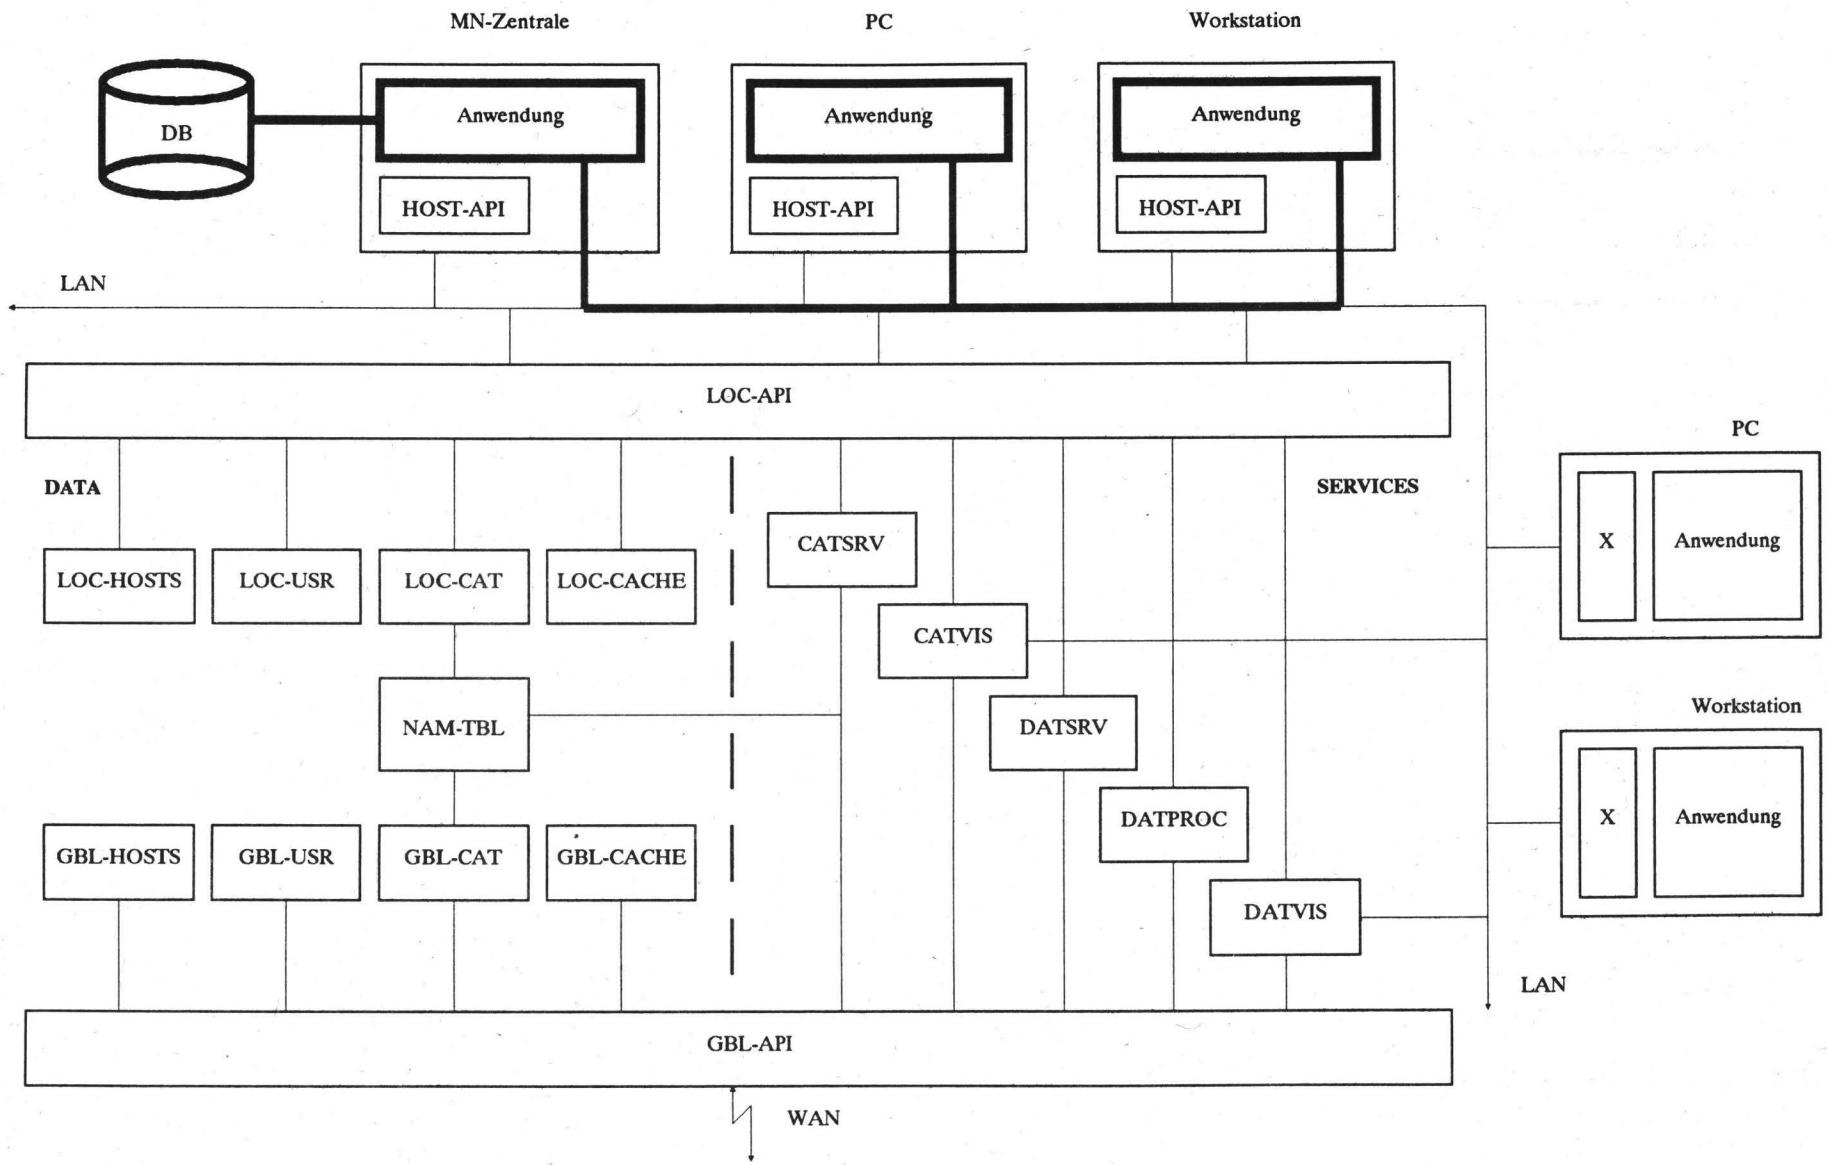 MN-Zentrale
PC
Workstation
DB
Anwendung
Anwendung
Anwendung
HOST-API
HOST-API
HOST-API
LAN
LOC-API
DATA
SERVICES
PC
CATSRV
X
Anwendung
LOC-HOSTS
LOC-USR
LOC-CAT
LOC-CACHE
CATVIS
Workstation
NAM-TBL
DATSRV
DATPROC
X
Anwendung
GBL-HOSTS
GBL-USR
GBL-CAT
GBL-CACHE
DATVIS
LAN
GBL-API
WAN